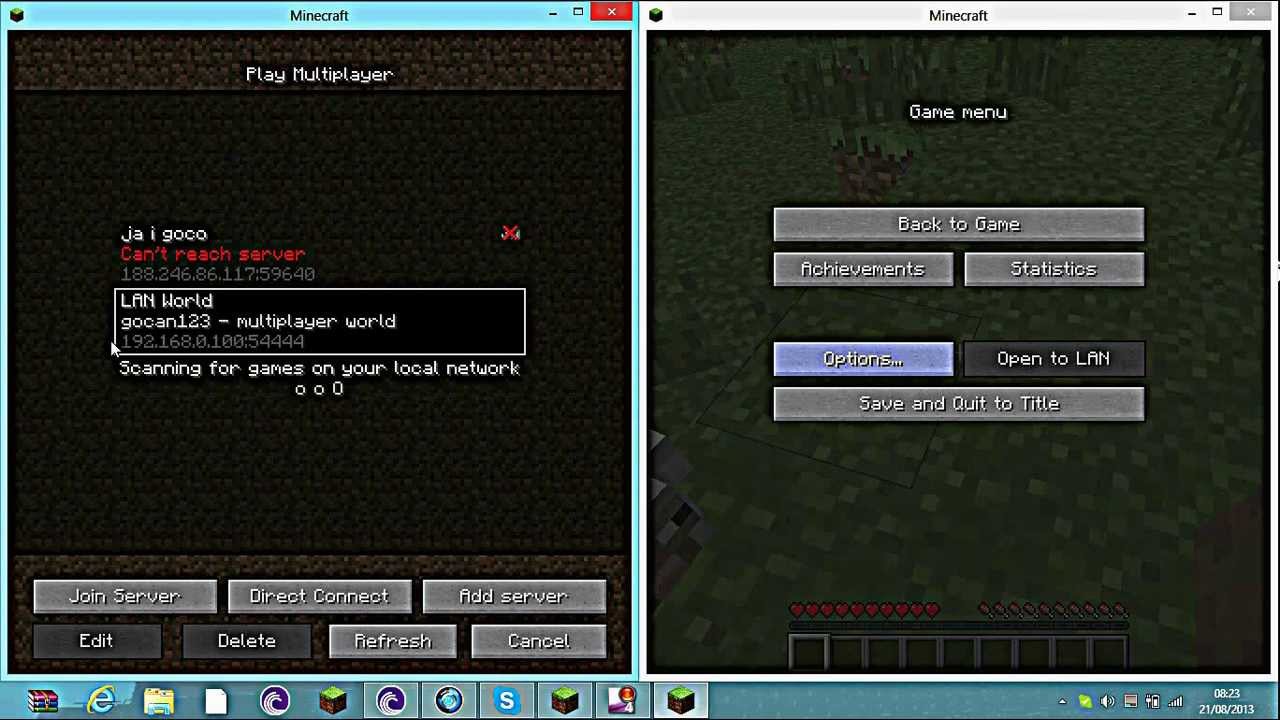 Minecraft
Play Multiplayer
ja i goco
Can't reach server
188.246.86.117:59640
LAN World
gocan123 - multiplayer world
192.168.0.100:54444
Scanning for games on your local network
o o O
Join Server
Direct Connect
Add server
Edit
Delete
Refresh
Cancel
Minecraft
Game menu
Back to Game
Achievements
Statistics
Options...
Open to LAN
Save and Quit to Title
08:23
21/08/2013